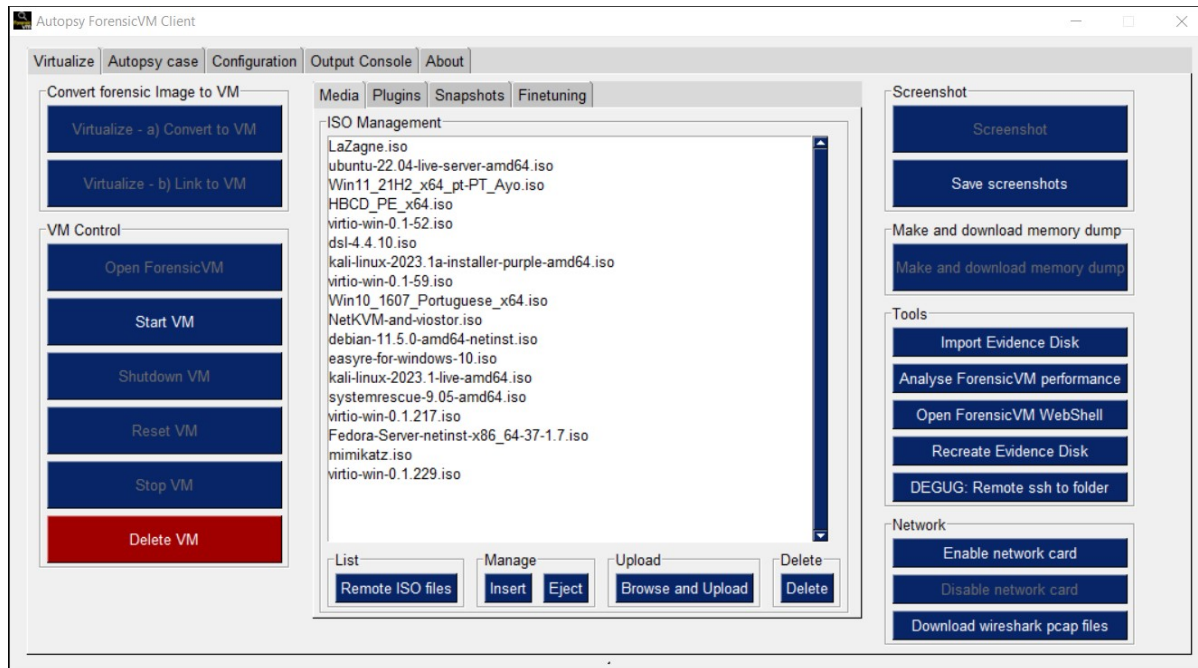 Autopsy ForensicVM Client
Virtualize Autopsy case Configuration Output Console About
Convert forensic Image to VM
Virtualize - a) Convert to VM
Virtualize - b) Link to VM
VM Control
Open ForensicVM
Start VM
Shutdown VM
Reset VM
Stop VM
Delete VM
Media Plugins Snapshots Finetuning
ISO Management
LaZagne.iso
ubuntu-22.04-live-server-amd64.iso
Win11_21H2_x64_pt-PT_Ayo.iso
HBCD_PE_x64.iso
virtio-win-0.1-52.iso
dsl-4.4.10.iso
kali-linux-2023.1a-installer-purple-amd64.iso
virtio-win-0.1-59.iso
Win10_1607_Portuguese_x64.iso
NetKVM-and-viostor.iso
debian-11.5.0-amd64-netinst.iso
easyre-for-windows-10.iso
kali-linux-2023.1-live-amd64.iso
systemrescue-9.05-amd64.iso
virtio-win-0.1.217.iso
Fedora-Server-netinst-x86_64-37-1.7.iso
mimikatz.iso
virtio-win-0.1.229.iso
List
Remote ISO files
Manage
Insert Eject
Upload
Browse and Upload
Delete
Delete
Screenshot
Screenshot
Save screenshots
Make and download memory dump
Make and download memory dump
Tools
Import Evidence Disk
Analyse ForensicVM performance
Open ForensicVM WebShell
Recreate Evidence Disk
DEGUG: Remote ssh to folder
Network
Enable network card
Disable network card
Download wireshark pcap files